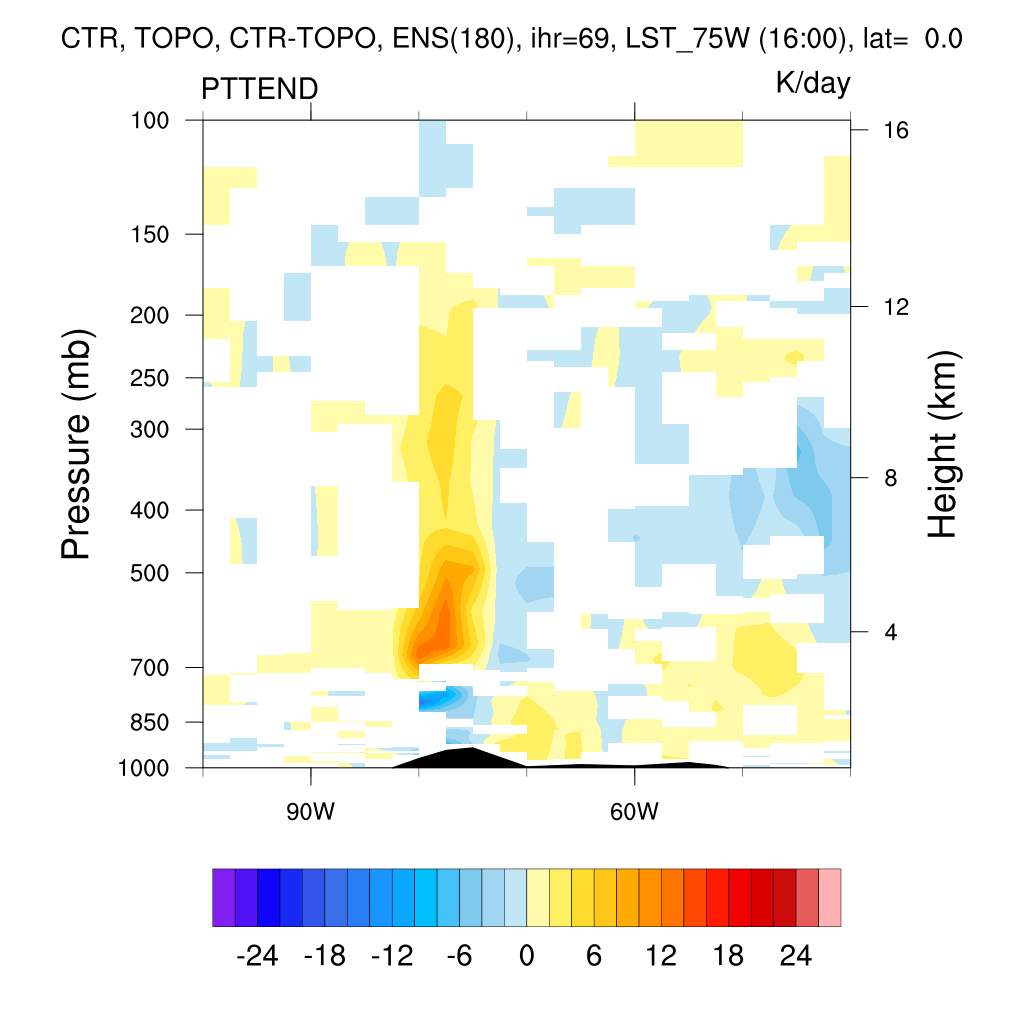 CTR, TOPO, CTR-TOPO, ENS(180), ihr=69, LST_75W (16:00), lat= 0.0
PTTEND K/day
100
150
200
250
300
400
500
700
850
1000
Pressure (mb)
16
12
8
4
Height (km)
90W 60W
-24 -18 -12 -6 0 6 12 18 24